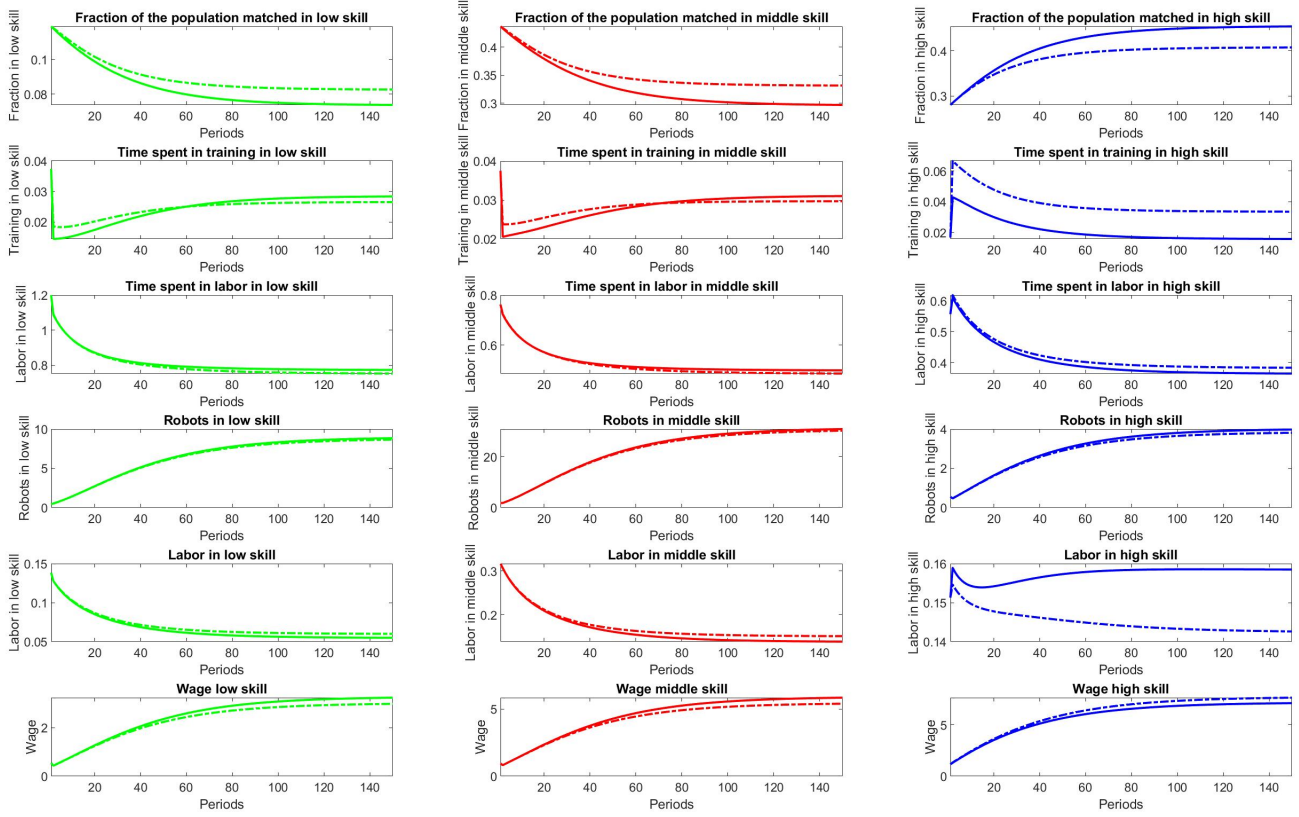 Fraction of the population matched in low skill
Fraction in low skill
0.1
0.08
20 40 60 80 100 120 140
Periods
Fraction of the population matched in middle skill
Fraction in middle skill
0.4
0.35
0.3
20 40 60 80 100 120 140
Periods
Fraction of the population matched in high skill
Fraction in high skill
0.4
0.3
20 40 60 80 100 120 140
Periods
Time spent in training in low skill
Training in low skill
0.04
0.03
0.02
20 40 60 80 100 120 140
Periods
Time spent in training in middle skill
Training in middle skill
0.04
0.03
0.02
20 40 60 80 100 120 140
Periods
Time spent in training in high skill
Training in high skill
0.06
0.04
0.02
20 40 60 80 100 120 140
Periods
Time spent in labor in low skill
Labor in low skill
1.2
1
0.8
20 40 60 80 100 120 140
Periods
Time spent in labor in middle skill
Labor in middle skill
0.8
0.6
20 40 60 80 100 120 140
Periods
Time spent in labor in high skill
Labor in high skill
0.6
0.5
0.4
20 40 60 80 100 120 140
Periods
Robots in low skill
Robots in low skill
10
5
0
20 40 60 80 100 120 140
Periods
Robots in middle skill
Robots in middle skill
20
0
20 40 60 80 100 120 140
Periods
Robots in high skill
Robots in high skill
4
2
0
20 40 60 80 100 120 140
Periods
Labor in low skill
Labor in low skill
0.15
0.1
0.05
20 40 60 80 100 120 140
Periods
Labor in middle skill
Labor in middle skill
0.3
0.2
20 40 60 80 100 120 140
Periods
Labor in high skill
Labor in high skill
0.16
0.15
0.14
20 40 60 80 100 120 140
Periods
Wage low skill
Wage
2
0
20 40 60 80 100 120 140
Periods
Wage middle skill
Wage
5
0
20 40 60 80 100 120 140
Periods
Wage high skill
Wage
5
0
20 40 60 80 100 120 140
Periods